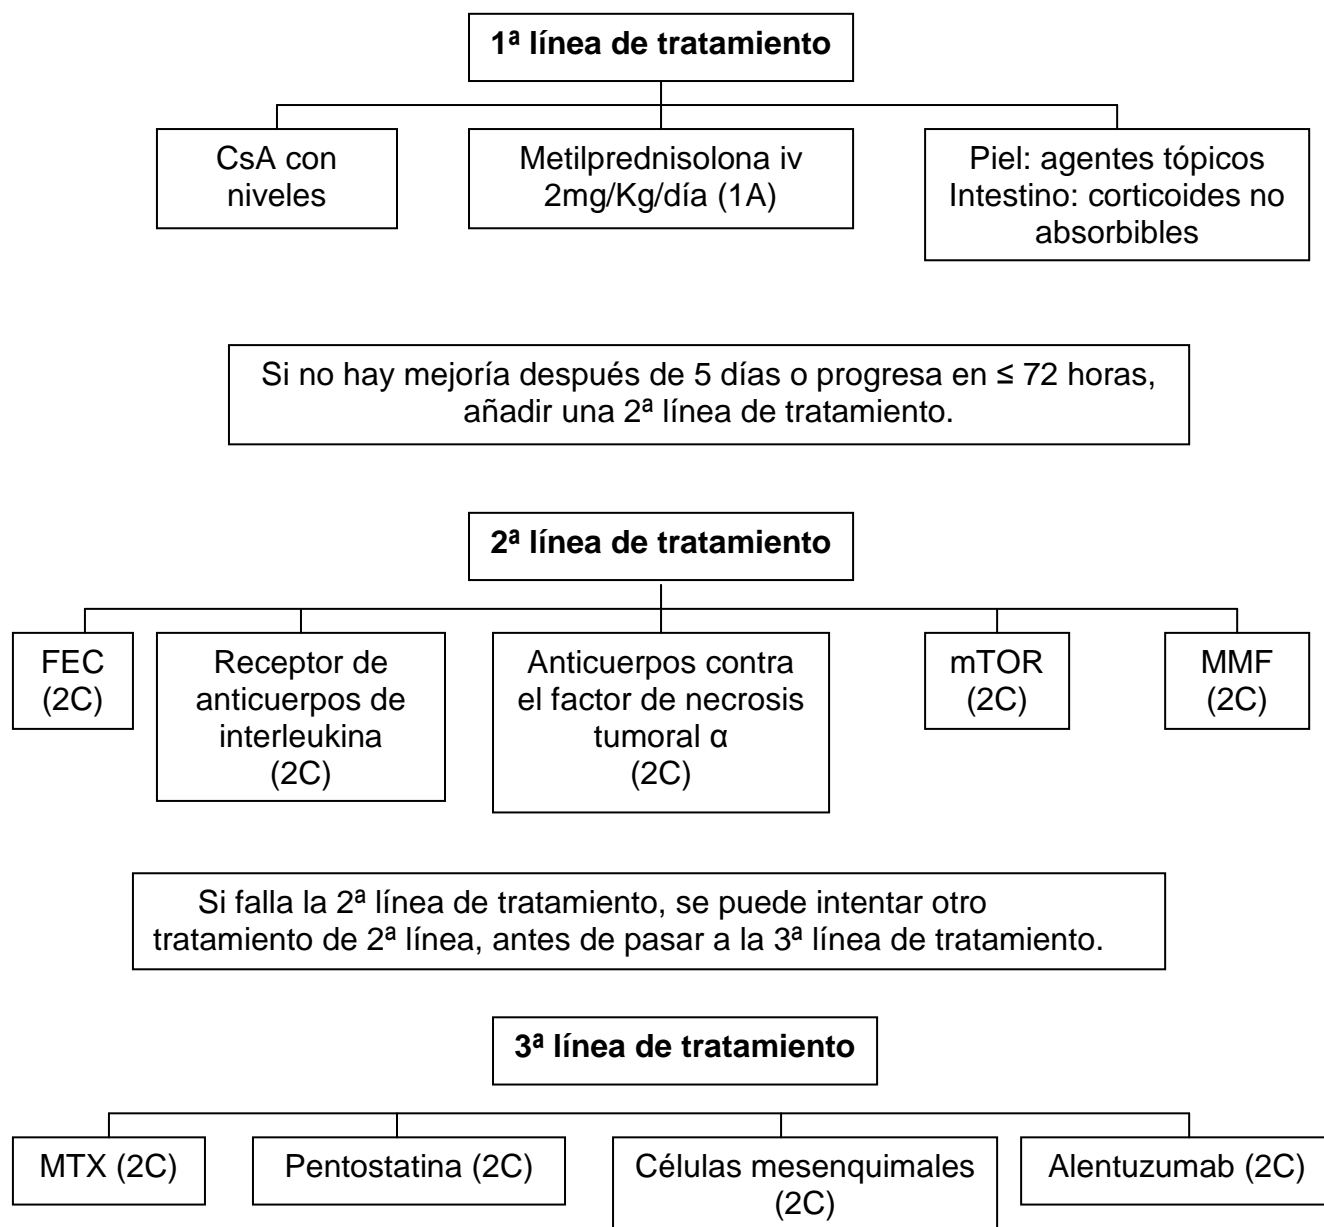 1ª línea de tratamiento
CsA con
niveles
Metilprednisolona iv
2mg/Kg/día (1A)
Piel: agentes tópicos
Intestino: corticoides no
absorbibles
Si no hay mejoría después de 5 días o progresa en ≤ 72 horas,
añadir una 2ª línea de tratamiento.
2ª línea de tratamiento
FEC
(2C)
Receptor de
anticuerpos de
interleukina
(2C)
Anticuerpos contra
el factor de necrosis
tumoral α
(2C)
mTOR
(2C)
MMF
(2C)
Si falla la 2ª línea de tratamiento, se puede intentar otro
tratamiento de 2ª línea, antes de pasar a la 3ª línea de tratamiento.
3ª línea de tratamiento
MTX (2C)
Pentostatina (2C)
Células mesenquimales
(2C)
Alentuzumab (2C)